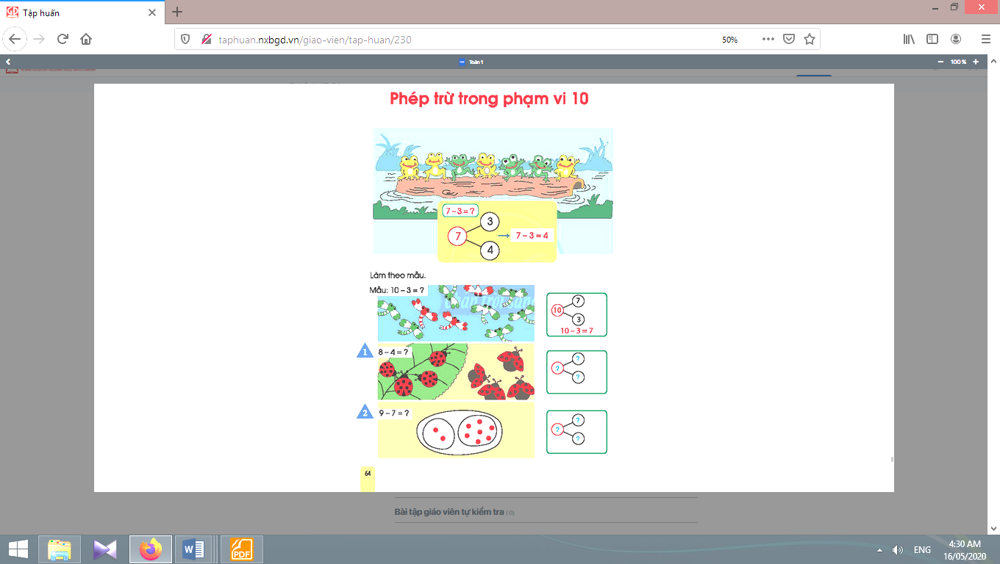 Tập huấn
taphuan.nxbgd.vn/giao-vien/tap-huan/230
50%
Toán 1
100 %
Phép trừ trong phạm vi 10
7 – 3 = ?
3
7
4
7 – 3 = 4
Làm theo mẫu.
Mẫu: 10 – 3 = ?
7
10
3
10 – 3 = 7
1
8 – 4 = ?
?
?
?
2
9 – 7 = ?
?
?
?
64
Bài tập giáo viên tự kiểm tra ( 0)
PDF
ENG
4:30 AM
16/05/2020